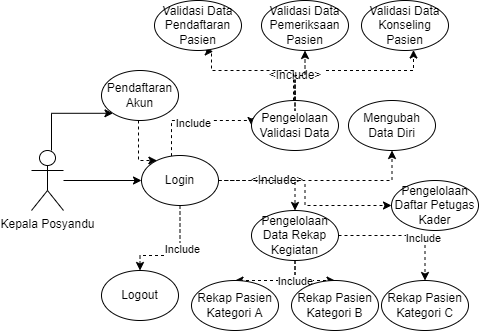 Validasi Data
Pendaftaran
Pasien
Validasi Data
Pemeriksaan
Pasien
Validasi Data
Konseling
Pasien
<Include>
Pendaftaran
Akun
Include
Pengelolaan
Validasi Data
Mengubah
Data Diri
Login
<Include>
Pengelolaan
Daftar Petugas
Kader
Kepala Posyandu
Pengelolaan
Data Rekap
Kegiatan
Include
Include
Include
Logout
Rekap Pasien
Kategori A
Rekap Pasien
Kategori B
Rekap Pasien
Kategori C